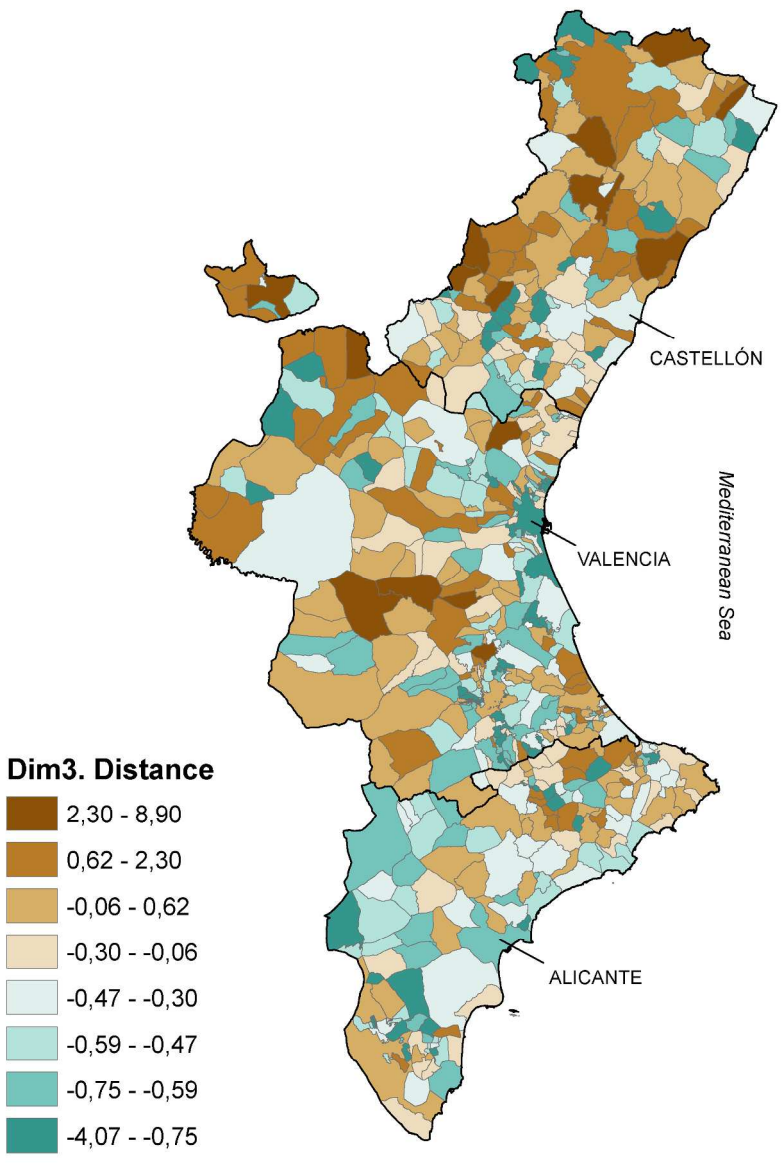 CASTELLÓN
VALENCIA
Mediterranean Sea
ALICANTE
Dim3. Distance
2,30 - 8,90
0,62 - 2,30
-0,06 - 0,62
-0,30 - -0,06
-0,47 - -0,30
-0,59 - -0,47
-0,75 - -0,59
-4,07 - -0,75